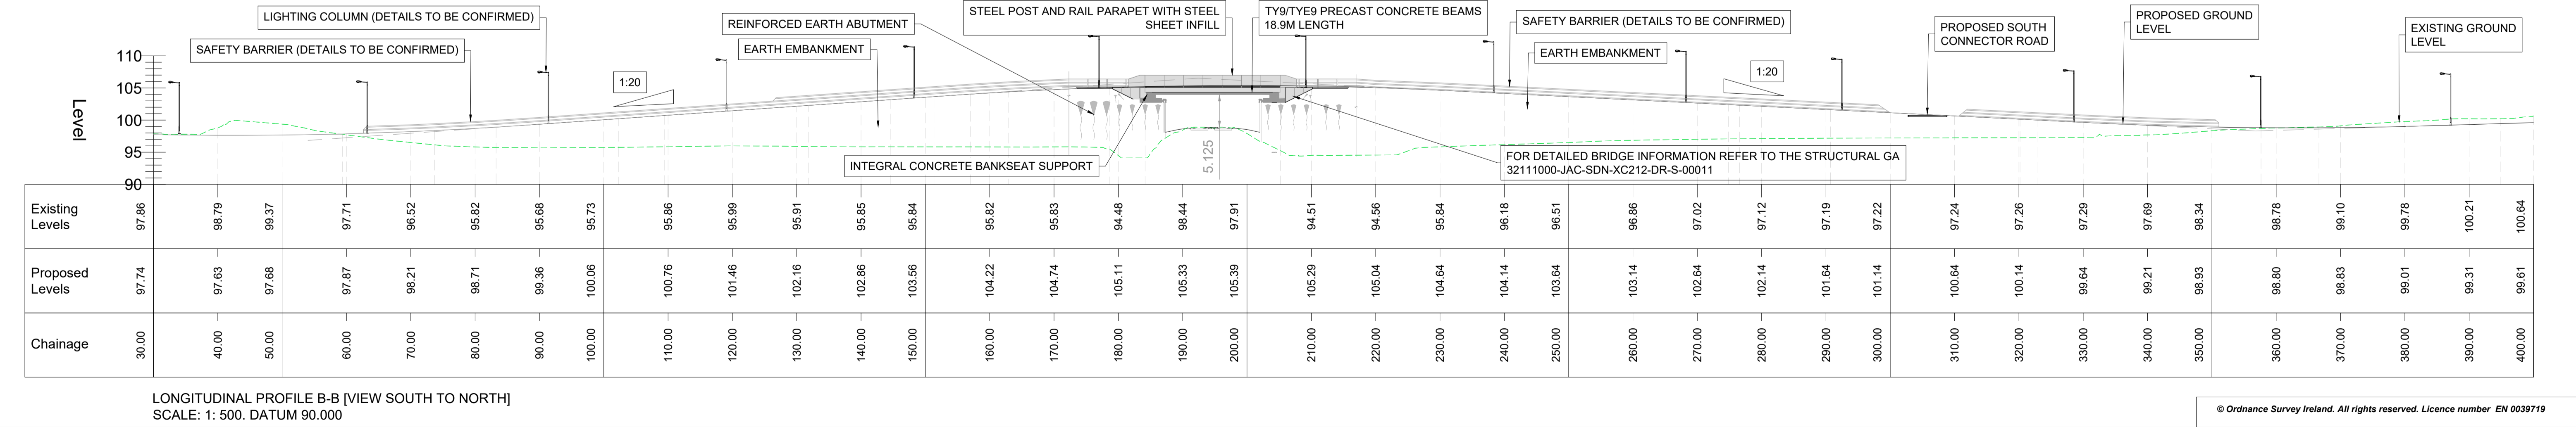 LIGHTING COLUMN (DETAILS TO BE CONFIRMED)
SAFETY BARRIER (DETAILS TO BE CONFIRMED)
REINFORCED EARTH ABUTMENT
EARTH EMBANKMENT
STEEL POST AND RAIL PARAPET WITH STEEL
SHEET INFILL
TY9/TYE9 PRECAST CONCRETE BEAMS
18.9M LENGTH
SAFETY BARRIER (DETAILS TO BE CONFIRMED)
EARTH EMBANKMENT
PROPOSED SOUTH
CONNECTOR ROAD
PROPOSED GROUND
LEVEL
EXISTING GROUND
LEVEL
1:20
1:20
Level
110
105
100
95
90
5.125
INTEGRAL CONCRETE BANKSEAT SUPPORT
FOR DETAILED BRIDGE INFORMATION REFER TO THE STRUCTURAL GA
32111000-JAC-SDN-XC212-DR-S-00011
Existing
Levels
97.86 98.79 99.37 97.71 96.52 95.82 95.68 95.73 95.86 95.99 95.91 95.85 95.84 95.82 95.83 94.48 98.44 97.91 94.51 94.56 95.84 96.18 96.51 96.86 97.02 97.12 97.19 97.22 97.24 97.26 97.29 97.69 98.34 98.78 99.10 99.78 100.21 100.64
Proposed
Levels
97.74 97.63 97.68 97.87 98.21 98.71 99.36 100.06 100.76 101.46 102.16 102.86 103.56 104.22 104.74 105.11 105.33 105.39 105.29 105.04 104.64 104.14 103.64 103.14 102.64 102.14 101.64 101.14 100.64 100.14 99.64 99.21 98.93 98.80 98.83 99.01 99.31 99.61
Chainage
30.00 40.00 50.00 60.00 70.00 80.00 90.00 100.00 110.00 120.00 130.00 140.00 150.00 160.00 170.00 180.00 190.00 200.00 210.00 220.00 230.00 240.00 250.00 260.00 270.00 280.00 290.00 300.00 310.00 320.00 330.00 340.00 350.00 360.00 370.00 380.00 390.00 400.00
LONGITUDINAL PROFILE B-B [VIEW SOUTH TO NORTH]
SCALE: 1: 500. DATUM 90.000
© Ordnance Survey Ireland. All rights reserved. Licence number EN 0039719